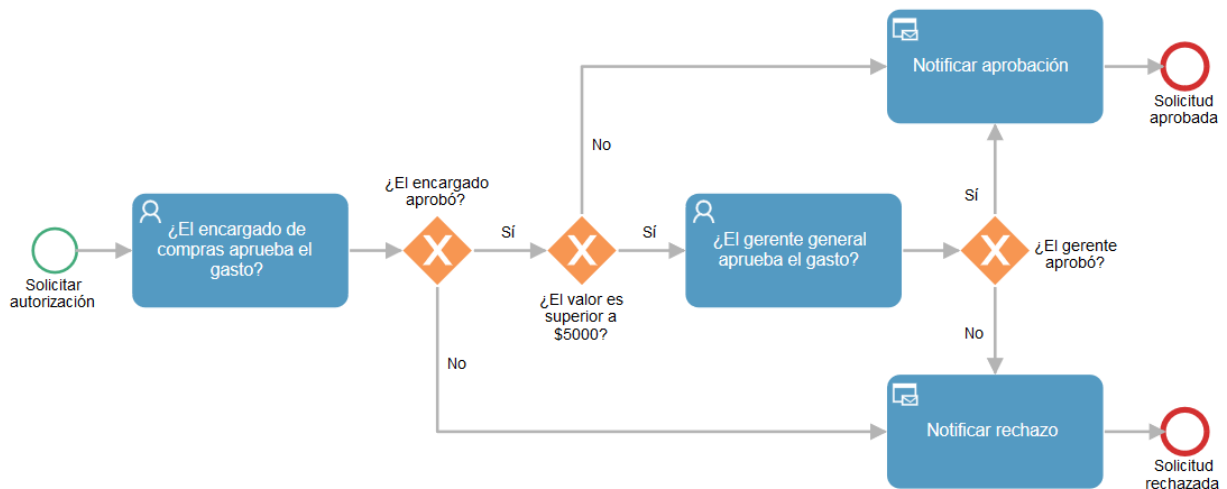 Notificar aprobación
Solicitud
aprobada
No
¿El encargado
aprobó?
Sí
¿El encargado de
compras aprueba el
gasto?
Sí
Sí
¿El gerente general
aprueba el gasto?
¿El gerente
aprobó?
Solicitar
autorización
¿El valor es
superior a
$5000?
No
No
Notificar rechazo
Solicitud
rechazada